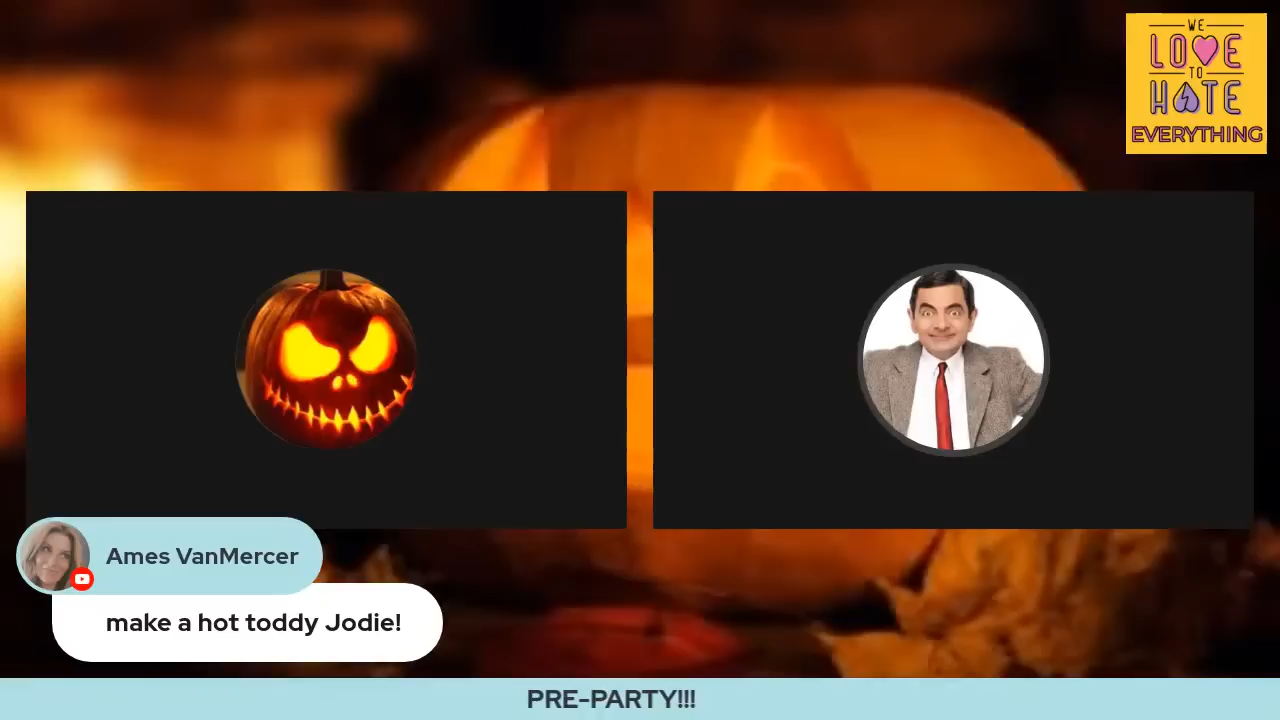 WE
LOVE
TO
HATE
EVERYTHING
Ames VanMercer
make a hot toddy Jodie!
PRE-PARTY!!!